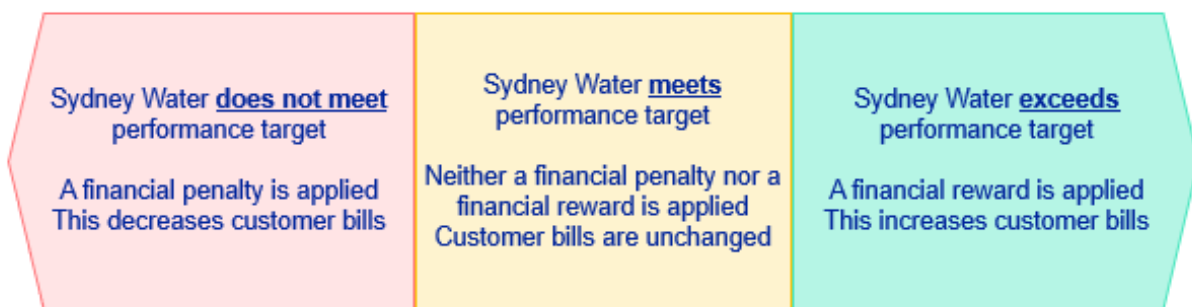 Sydney Water does not meet
performance target
A financial penalty is applied
This decreases customer bills
Sydney Water meets
performance target
Neither a financial penalty nor a
financial reward is applied
Customer bills are unchanged
Sydney Water exceeds
performance target
A financial reward is applied
This increases customer bills